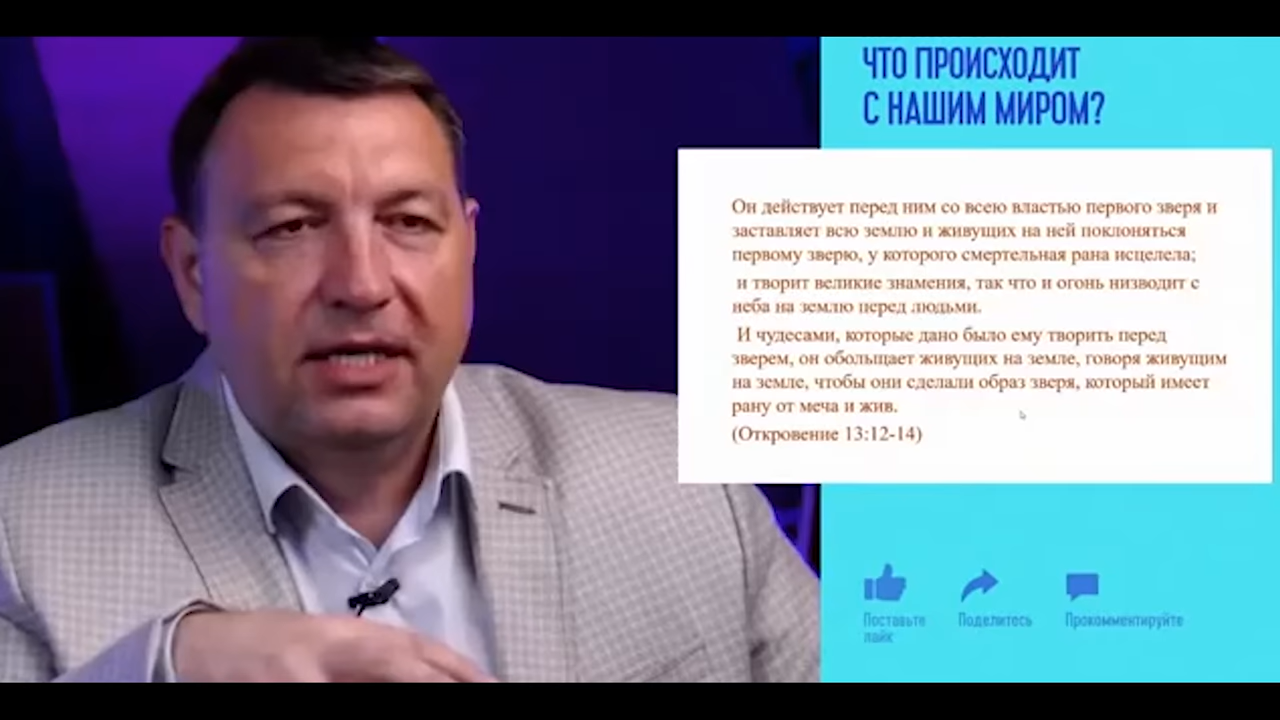 ЧТО ПРОИСХОДИТ
С НАШИМ МИРОМ?
Он действует перед ним со всею властью первого зверя и
заставляет всю землю и живущих на ней поклоняться
первому зверю, у которого смертельная рана исцелела;
и творит великие знамения, так что и огонь низводит с
неба на землю перед людьми.
И чудесами, которые дано было ему творить перед
зверем, он обольщает живущих на земле, говоря живущим
на земле, чтобы они сделали образ зверя, который имеет
рану от меча и жив.
(Откровение 13:12-14)
Поставьте
лайк
Поделитесь
Прокомментируйте